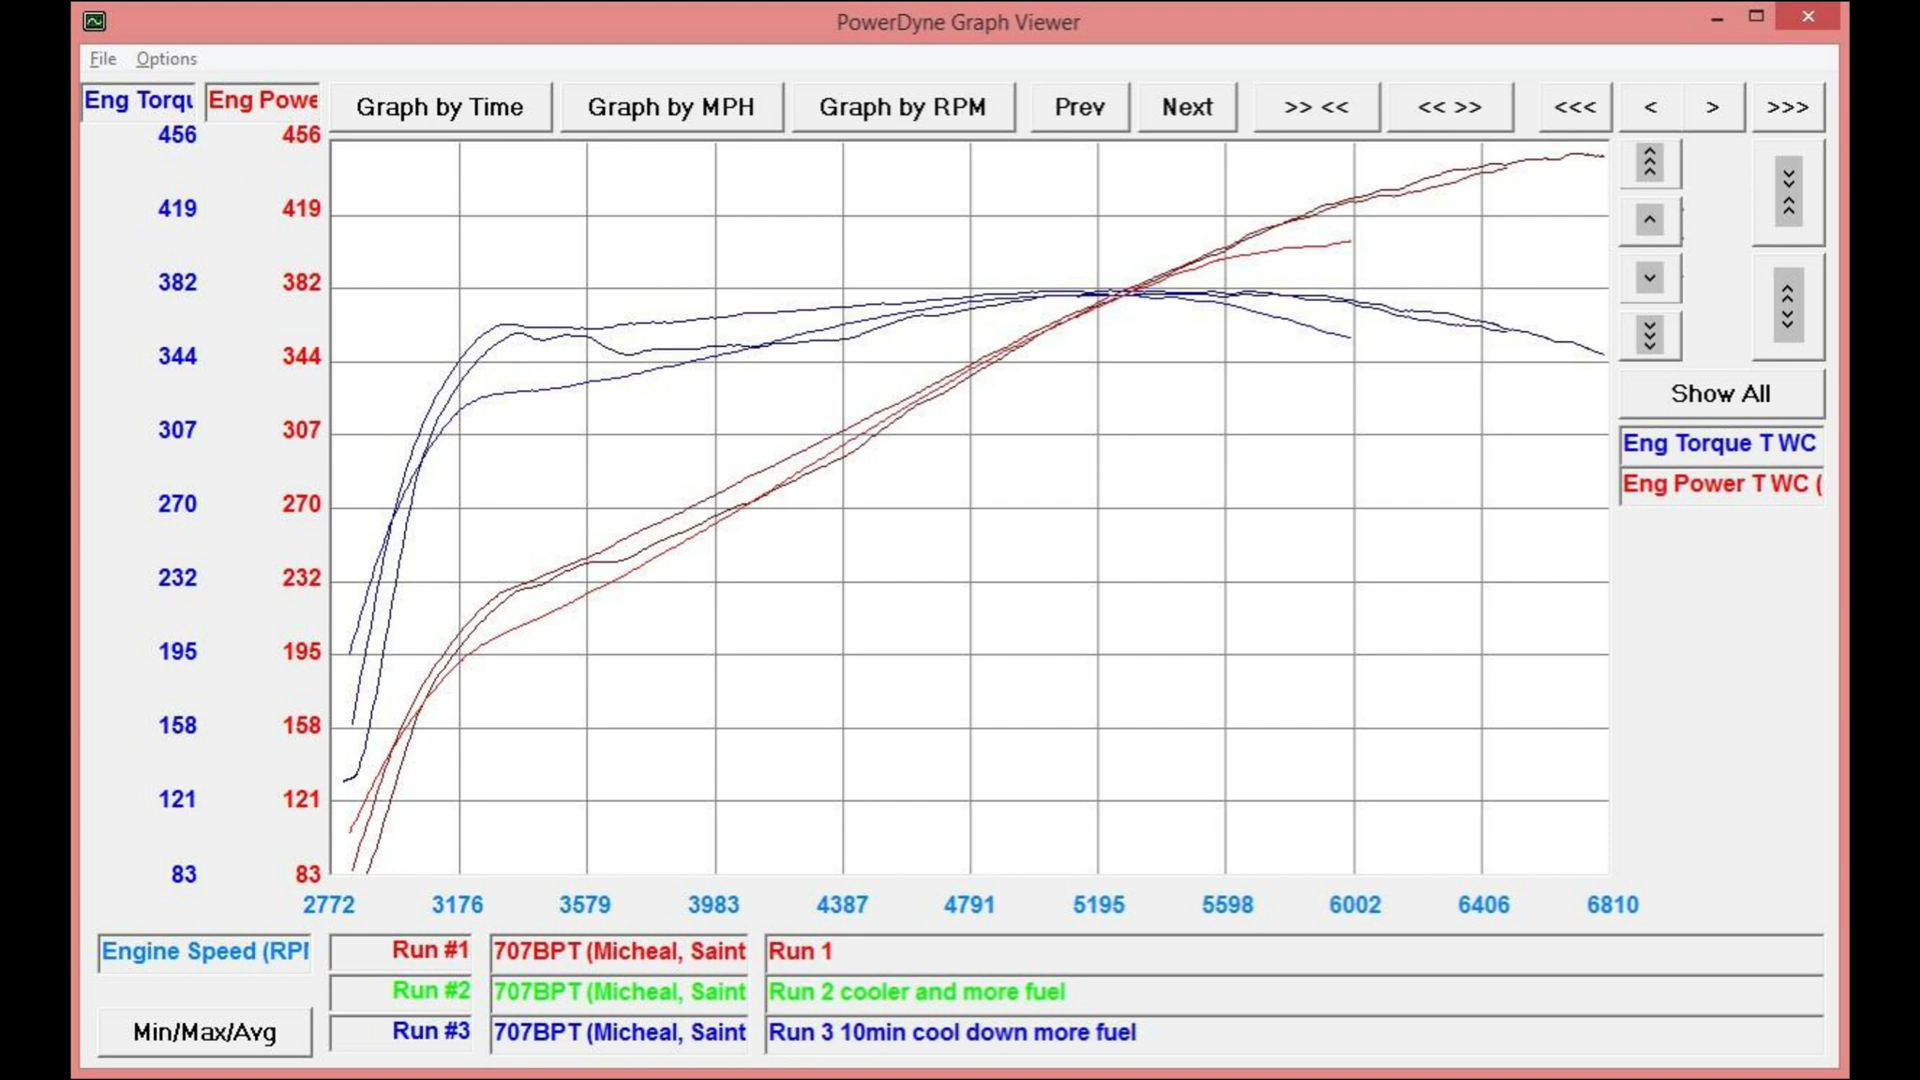 PowerDyne Graph Viewer
File Options
Eng Torqu Eng Powe Graph by Time Graph by MPH Graph by RPM Prev Next >> << << >> <<< < > >>>
456 456
419 419
382 382
344 344
307 307
270 270
232 232
195 195
158 158
121 121
83 83
Show All
Eng Torque T WC
Eng Power T WC (
2772 3176 3579 3983 4387 4791 5195 5598 6002 6406 6810
Engine Speed (RPI Run #1 707BPT (Micheal, Saint Run 1
Run #2 707BPT (Micheal, Saint Run 2 cooler and more fuel
Min/Max/Avg Run #3 707BPT (Micheal, Saint Run 3 10min cool down more fuel